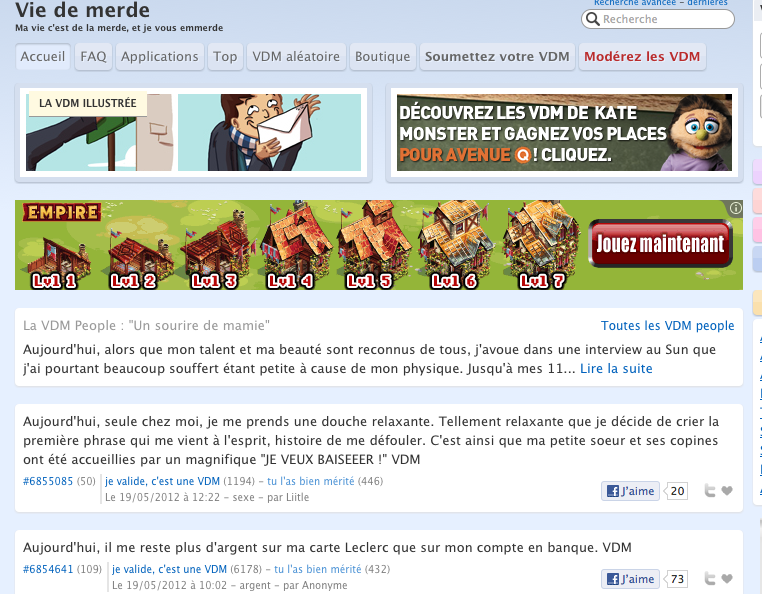 Vie de merde
Ma vie c'est de la merde, et je vous emmerde
Recherche avancée - dernières
Recherche
Accueil FAQ Applications Top VDM aléatoire Boutique Soumettez votre VDM Modérez les VDM
LA VDM ILLUSTRÉE
DÉCOUVREZ LES VDM DE KATE
MONSTER ET GAGNEZ VOS PLACES
POUR AVENUE Q! CLIQUEZ.
EMPIRE
Lvl 1 Lvl 2 Lvl 3 Lvl 4 Lvl 5 Lvl 6 Lvl 7
Jouez maintenant
La VDM People : "Un sourire de mamie" Toutes les VDM people
Aujourd'hui, alors que mon talent et ma beauté sont reconnus de tous, j'avoue dans une interview au Sun que
j'ai pourtant beaucoup souffert étant petite à cause de mon physique. Jusqu'à mes 11... Lire la suite
Aujourd'hui, seule chez moi, je me prends une douche relaxante. Tellement relaxante que je décide de crier la
première phrase qui me vient à l'esprit, histoire de me défouler. C'est ainsi que ma petite soeur et ses copines
ont été accueillies par un magnifique "JE VEUX BAISEEER !" VDM
#6855085 (50) je valide, c'est une VDM (1194) - tu l'as bien mérité (446)
Le 19/05/2012 à 12:22 - sexe - par Liitle
J'aime 20
Aujourd'hui, il me reste plus d'argent sur ma carte Leclerc que sur mon compte en banque. VDM
#6854641 (109) je valide, c'est une VDM (6178) - tu l'as bien mérité (432)
Le 19/05/2012 à 10:02 - argent - par Anonyme
J'aime 73